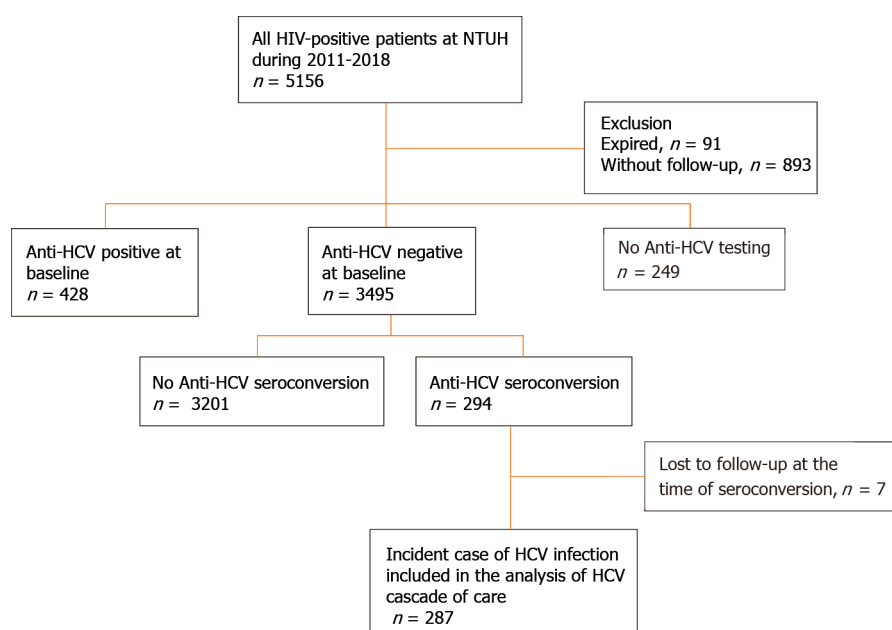 All HIV-positive patients at NTUH
during 2011-2018
n = 5156
Exclusion
Expired, n = 91
Without follow-up, n = 893
Anti-HCV positive at
baseline
n = 428
Anti-HCV negative
at baseline
n = 3495
No Anti-HCV testing
n = 249
No Anti-HCV seroconversion
n = 3201
Anti-HCV seroconversion
n = 294
Lost to follow-up at the
time of seroconversion, n = 7
Incident case of HCV infection
included in the analysis of HCV
cascade of care
n = 287